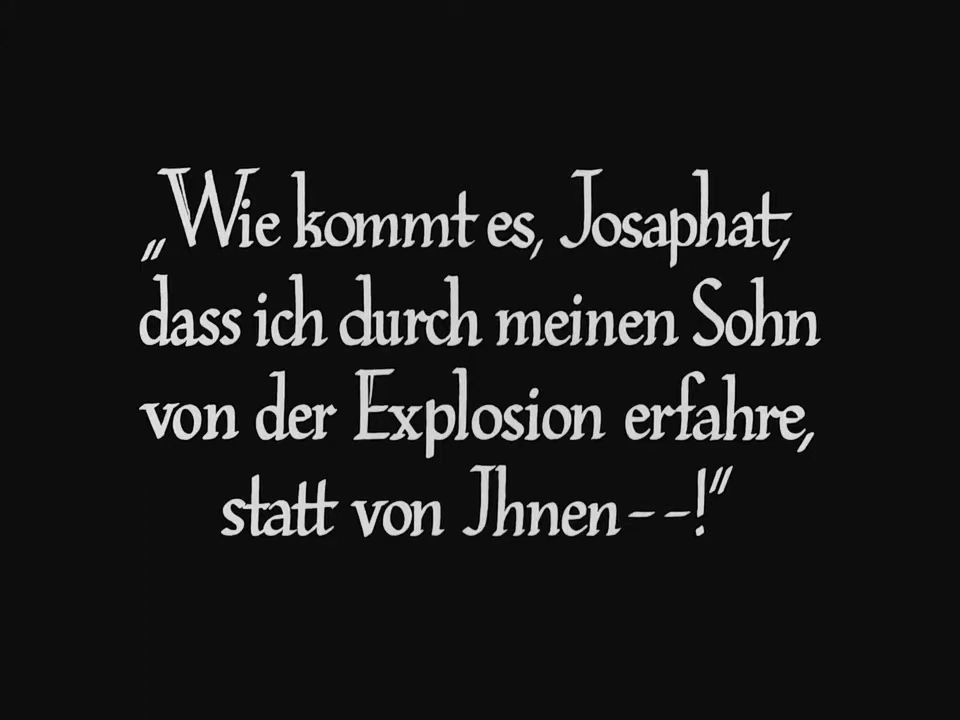 „Wie kommt es, Josaphat,
dass ich durch meinen Sohn
von der Explosion erfahre,
statt von Jhnen--!"